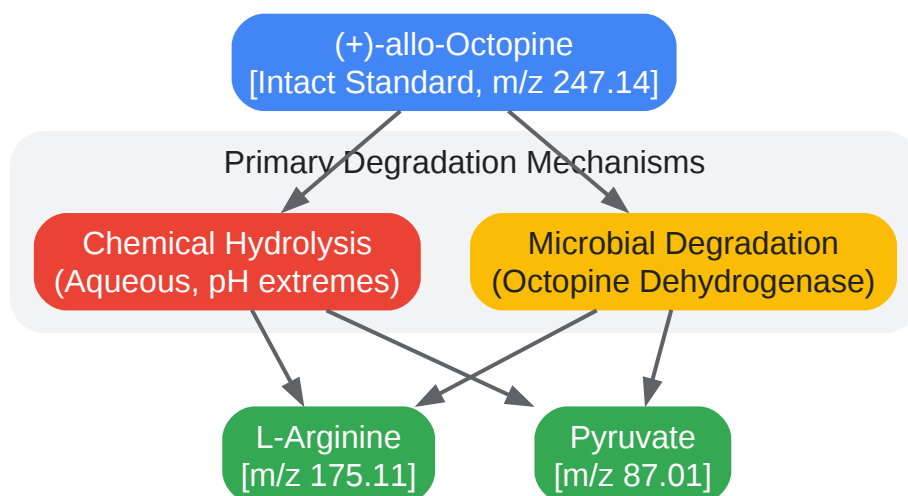 (+)-allo-Octopine
[Intact Standard, m/z 247.14]
Primary Degradation Mechanisms
Chemical Hydrolysis
(Aqueous, pH extremes)
Microbial Degradation
(Octopine Dehydrogenase)
L-Arginine
[m/z 175.11]
Pyruvate
[m/z 87.01]